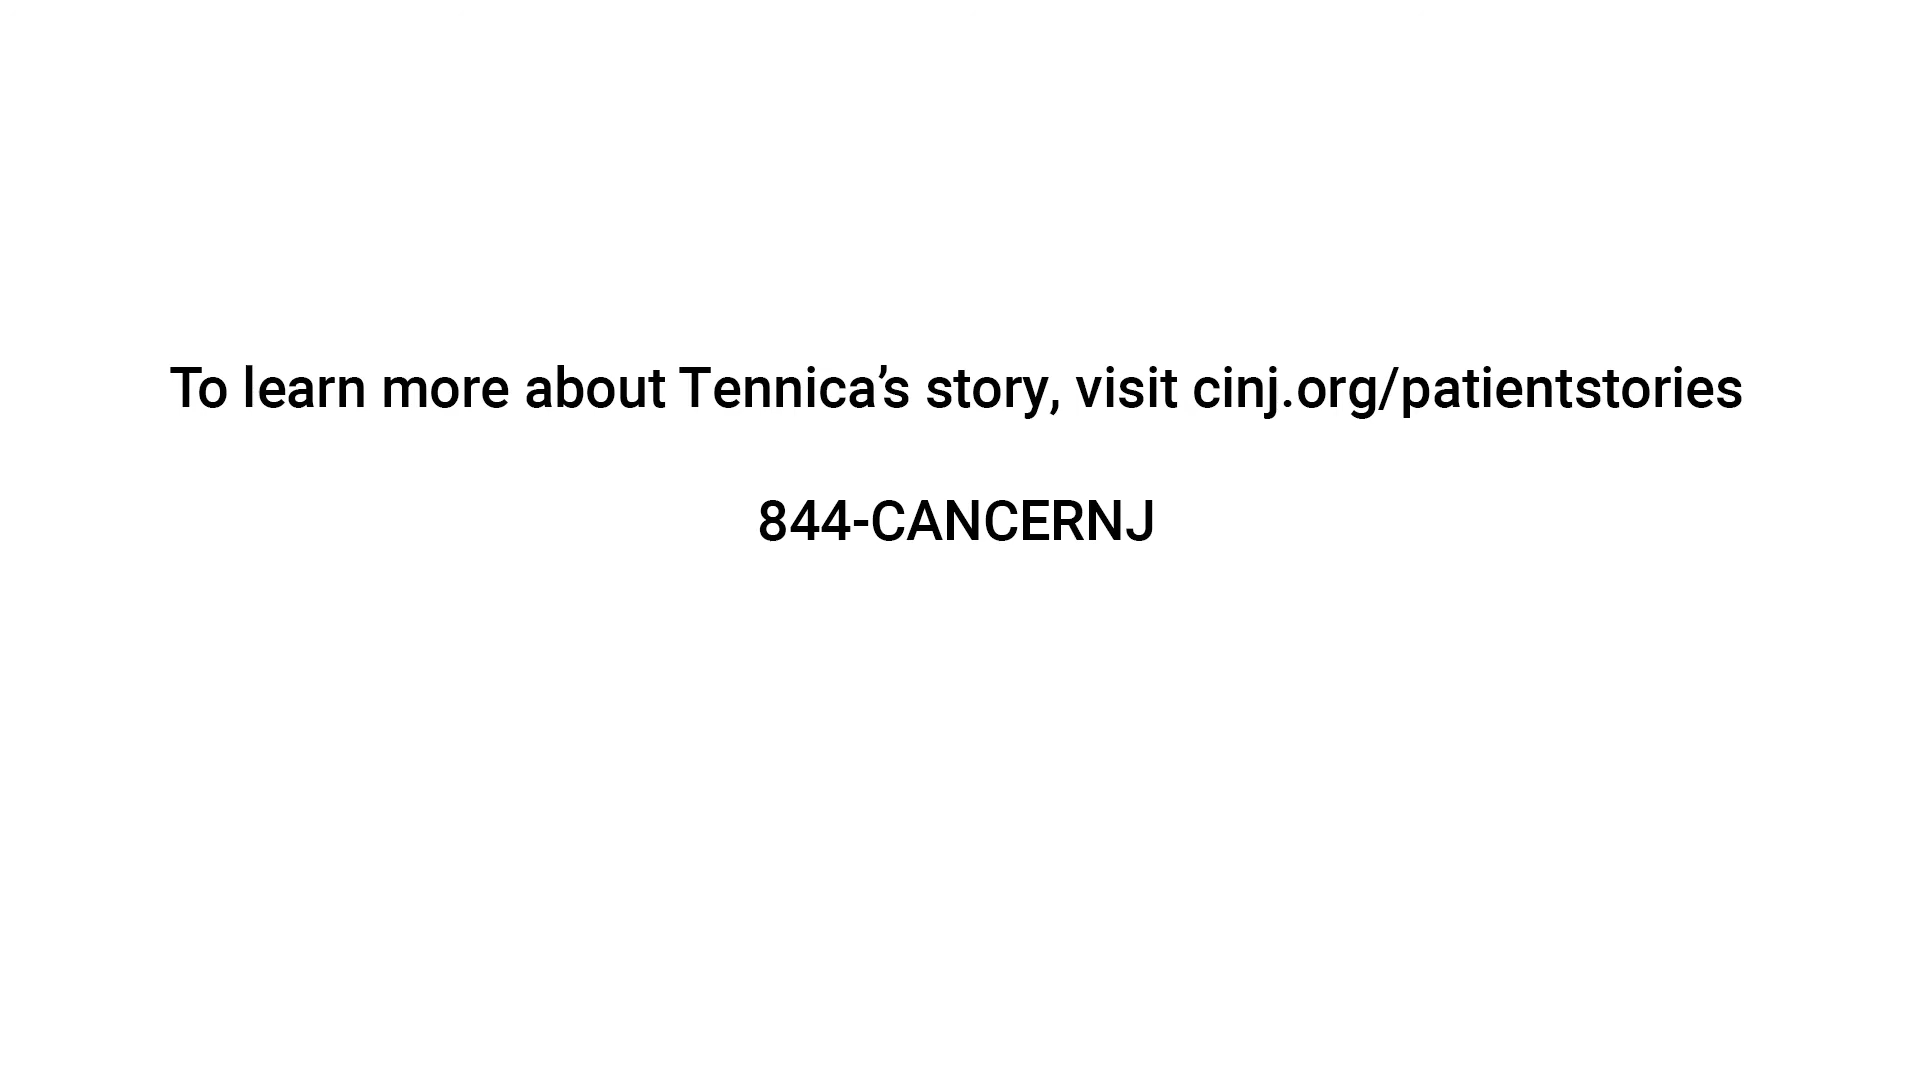 To learn more about Tennica’s story, visit cinj.org/patientstories
844-CANCERNJ